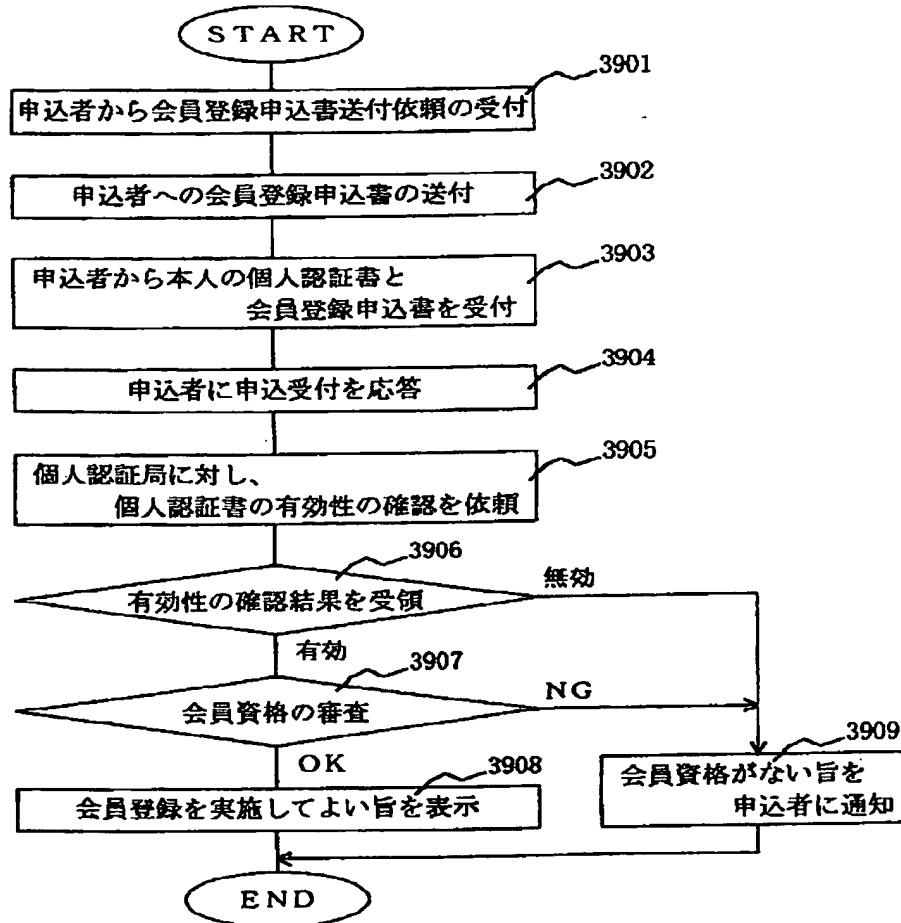 START
3901
申込者から会員登録申込書送付依頼の受付
3902
申込者への会員登録申込書の送付
3903
申込者から本人の個人認証書と
会員登録申込書を受付
3904
申込者に申込受付を応答
3905
個人認証局に対し、
個人認証書の有効性の確認を依頼
3906
無効
有効性の確認結果を受領
有効
3907
NG
会員資格の審査
OK
3908
3909
会員登録を実施してよい旨を表示
会員資格がない旨を
申込者に通知
END